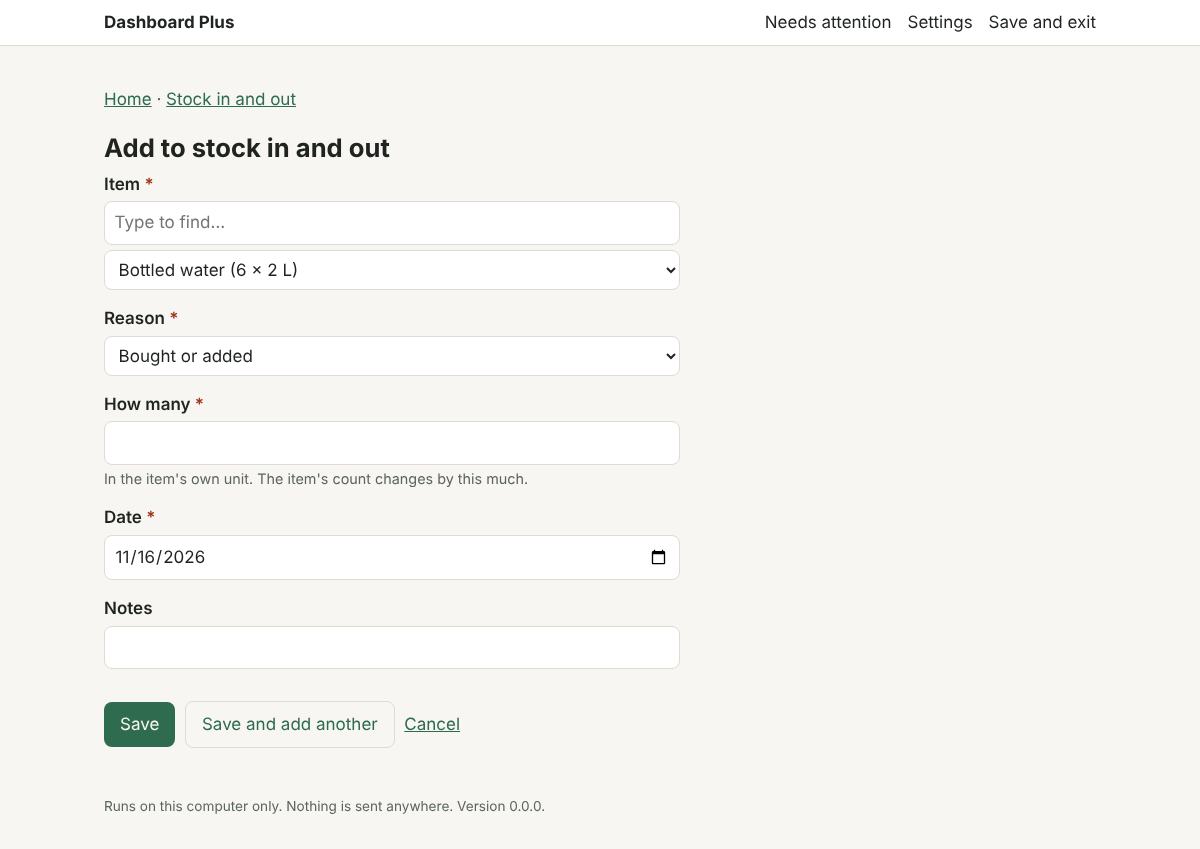 Dashboard Plus
Needs attention Settings Save and exit
Home · Stock in and out
Add to stock in and out
Item *
Type to find...
Bottled water (6 × 2 L)
Reason *
Bought or added
How many *
In the item's own unit. The item's count changes by this much.
Date *
11/16/2026
Notes
Save Save and add another Cancel
Runs on this computer only. Nothing is sent anywhere. Version 0.0.0.